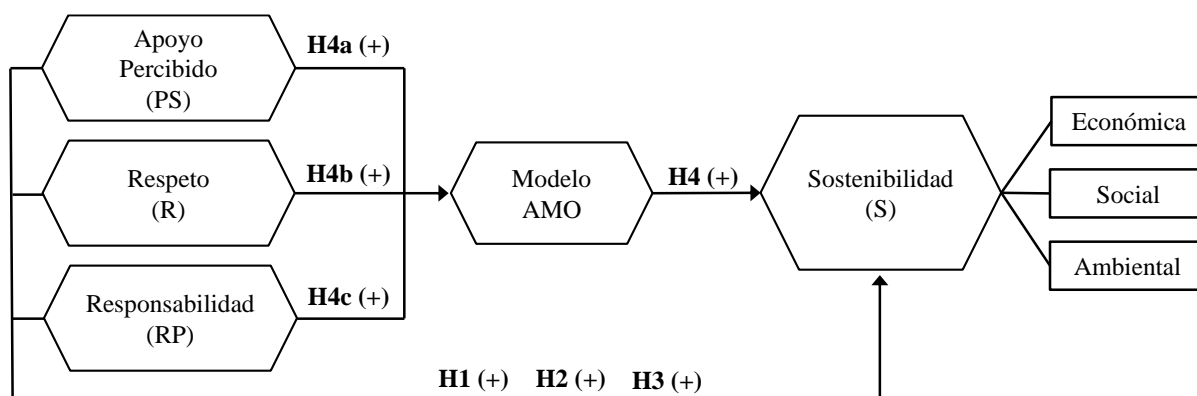 Apoyo
Percibido
(PS)
H4a (+)
Respeto
(R)
H4b (+)
Responsabilidad
(RP)
H4c (+)
Modelo
AMO
H4 (+)
Sostenibilidad
(S)
Económica
Social
Ambiental
H1 (+) H2 (+) H3 (+)